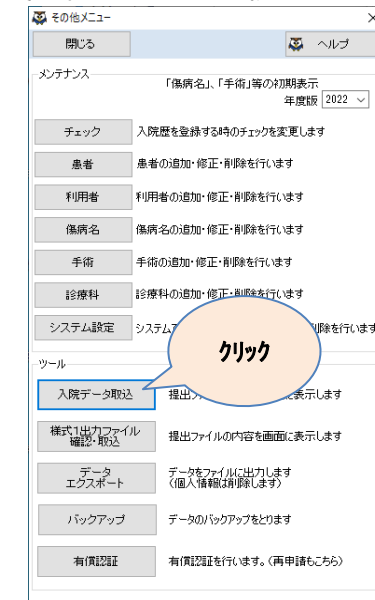 その他メニュー
閉じる
ヘルプ
メンテナンス
「傷病名」、「手術」等の初期表示
年度版 2022
チェック 入院歴を登録する時のチェックを変更します
患者 患者の追加・修正・削除を行います
利用者 利用者の追加・修正・削除を行います
傷病名 傷病名の追加・修正・削除を行います
手術 手術の追加・修正・削除を行います
診療科 診療科の追加・修正・削除を行います
システム設定 システム 削除を行います
クリック
ツール
入院データ取込 提出フ 表示します
様式1出力ファイル
確認・取込
提出ファイルの内容を画面に表示します
データ
エクスポート
データをファイルに出力します
(個人情報は削除します)
バックアップ データのバックアップをとります
有償認証 有償認証を行います。(再申請もこちら)